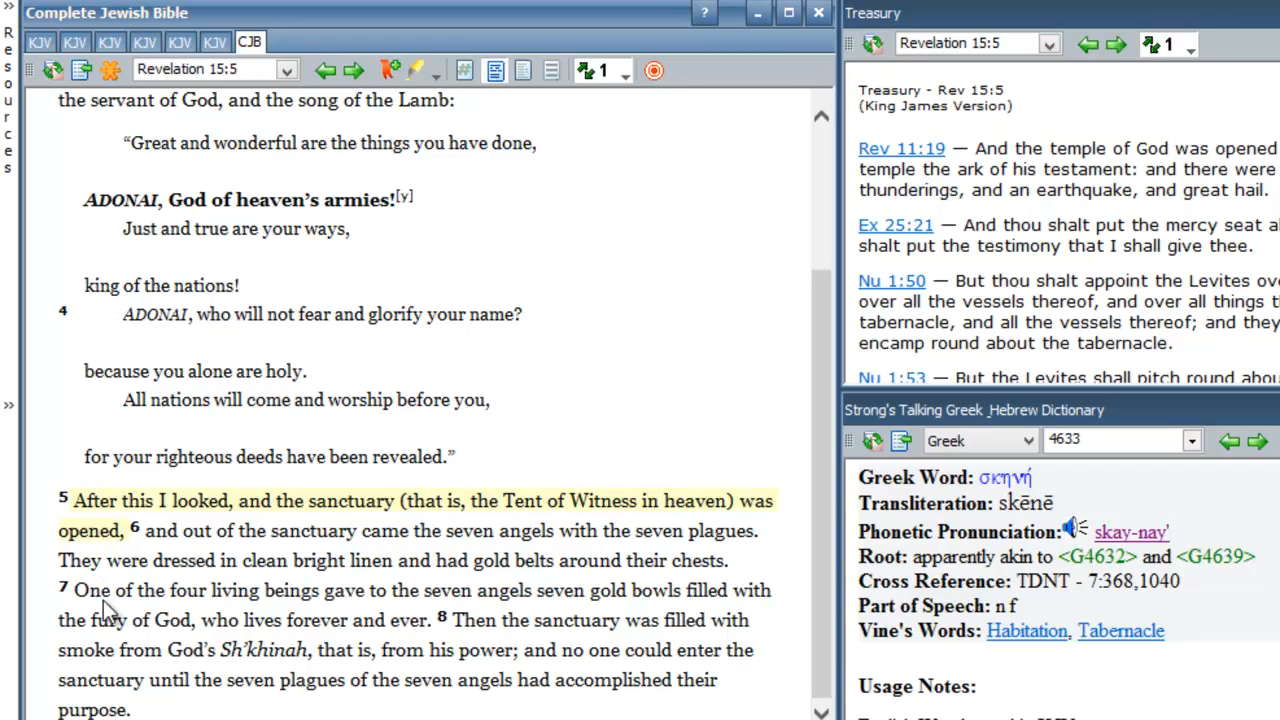 »
R
e
s
o
u
r
c
e
s
»
Complete Jewish Bible
?
KJV KJV KJV KJV KJV KJV CJB
Revelation 15:5
1
the servant of God, and the song of the Lamb:
“Great and wonderful are the things you have done,
ADONAI, God of heaven’s armies![y]
Just and true are your ways,
king of the nations!
4 ADONAI, who will not fear and glorify your name?
because you alone are holy.
All nations will come and worship before you,
for your righteous deeds have been revealed.”
5 After this I looked, and the sanctuary (that is, the Tent of Witness in heaven) was
opened, 6 and out of the sanctuary came the seven angels with the seven plagues.
They were dressed in clean bright linen and had gold belts around their chests.
7 One of the four living beings gave to the seven angels seven gold bowls filled with
the fury of God, who lives forever and ever. 8 Then the sanctuary was filled with
smoke from God’s Sh’khinah, that is, from his power; and no one could enter the
sanctuary until the seven plagues of the seven angels had accomplished their
purpose.
Treasury
Revelation 15:5
1
Treasury - Rev 15:5
(King James Version)
Rev 11:19 — And the temple of God was opened
temple the ark of his testament: and there were
thunderings, and an earthquake, and great hail.
Ex 25:21 — And thou shalt put the mercy seat a
shalt put the testimony that I shall give thee.
Nu 1:50 — But thou shalt appoint the Levites ov
over all the vessels thereof, and over all things t
tabernacle, and all the vessels thereof; and they
encamp round about the tabernacle.
Nu 1:53 — But the Levites shall pitch round abou
Strong's Talking Greek Hebrew Dictionary
Greek
4633
Greek Word: σκηνή
Transliteration: skēnē
Phonetic Pronunciation: skay-nay'
Root: apparently akin to <G4632> and <G4639>
Cross Reference: TDNT - 7:368,1040
Part of Speech: n f
Vine's Words: Habitation, Tabernacle
Usage Notes: